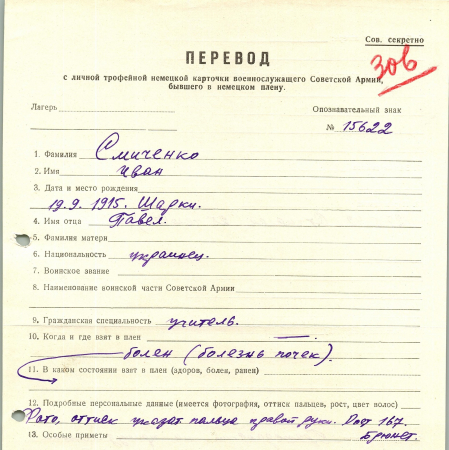 Сов. секретно
306
ПЕРЕВОД
с личной трофейной немецкой карточки военнослужащего Советской Армии,
бывшего в немецком плену.
Лагерь
Опознавательный знак
№ 15622
1. Фамилия Смиченко
2. Имя Иван
3. Дата и место рождения
19.9.1915. Шарки.
4. Имя отца Павел.
5. Фамилия матери
6. Национальность украинец.
7. Воинское звание
8. Наименование воинской части Советской Армии
9. Гражданская специальность учитель.
10. Когда и где взят в плен —
болен (болезнь почек).
11. В каком состоянии взят в плен (здоров, болен, ранен)
12. Подробные персональные данные (имеется фотография, оттиск пальцев, рост, цвет волос)
Фото, оттиск указат пальца правой руки. Рост 167.
Брюнет.
13. Особые приметы